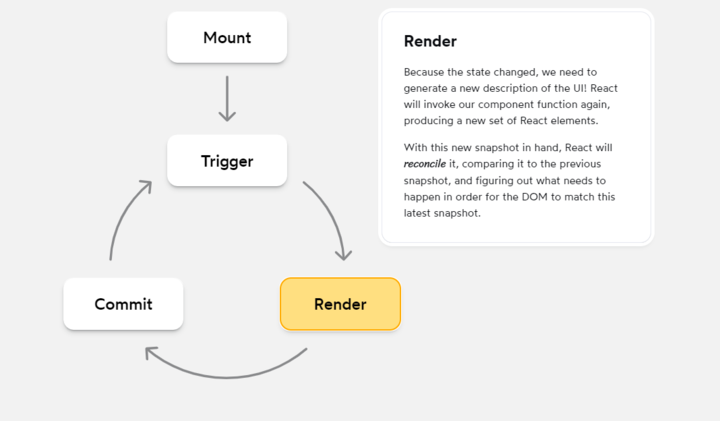 Mount
Trigger
Commit
Render
Render
Because the state changed, we need to
generate a new description of the UI! React
will invoke our component function again,
producing a new set of React elements.
With this new snapshot in hand, React will
reconcile it, comparing it to the previous
snapshot, and figuring out what needs to
happen in order for the DOM to match this
latest snapshot.